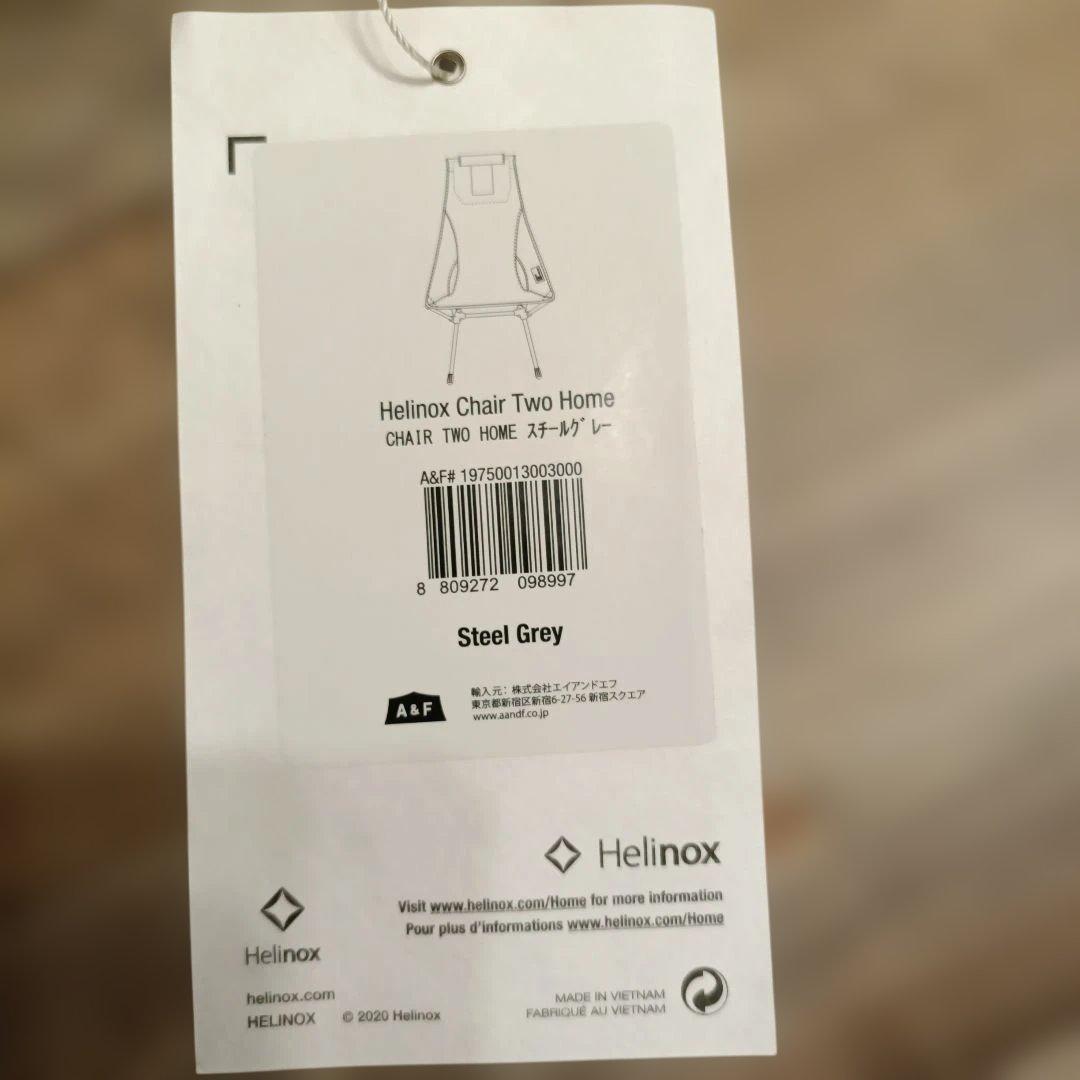 Helinox Chair Two Home
CHAIR TWO HOME スチールグレー
A&F# 19750013003000
8 809272 098997
Steel Grey
A&F
輸入元: 株式会社エイアンドエフ
東京都新宿区新宿6-27-56 新宿スクエア
www.aandf.co.jp
Helinox
Visit www.helinox.com/Home for more information
Pour plus d'informations www.helinox.com/Home
Helinox
helinox.com
HELINOX © 2020 Helinox
MADE IN VIETNAM
FABRIQUÉ AU VIETNAM